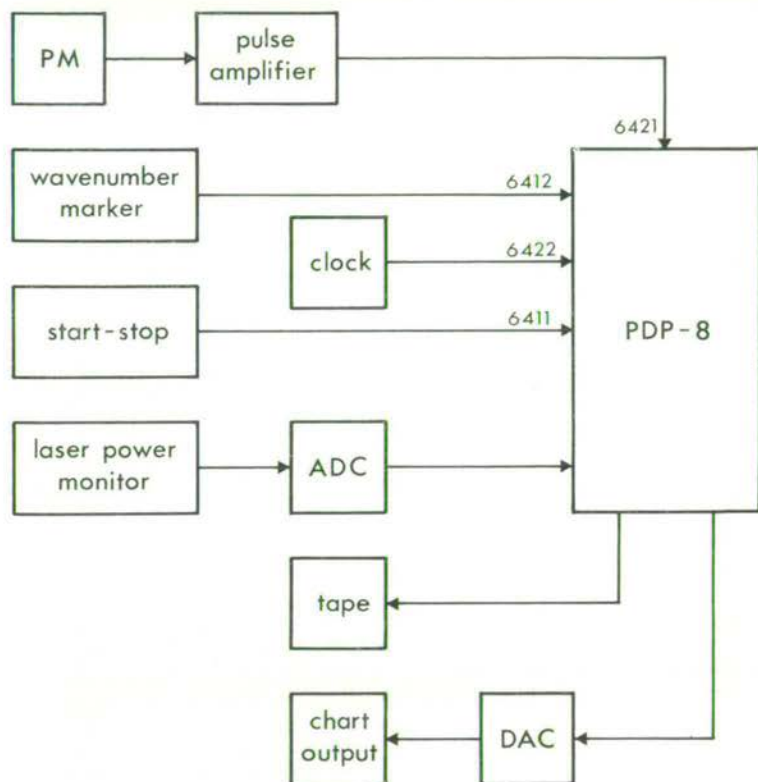 PM
pulse
amplifier
6421
wavenumber
marker
6412
clock
6422
start-stop
6411
PDP-8
laser power
monitor
ADC
tape
chart
output
DAC